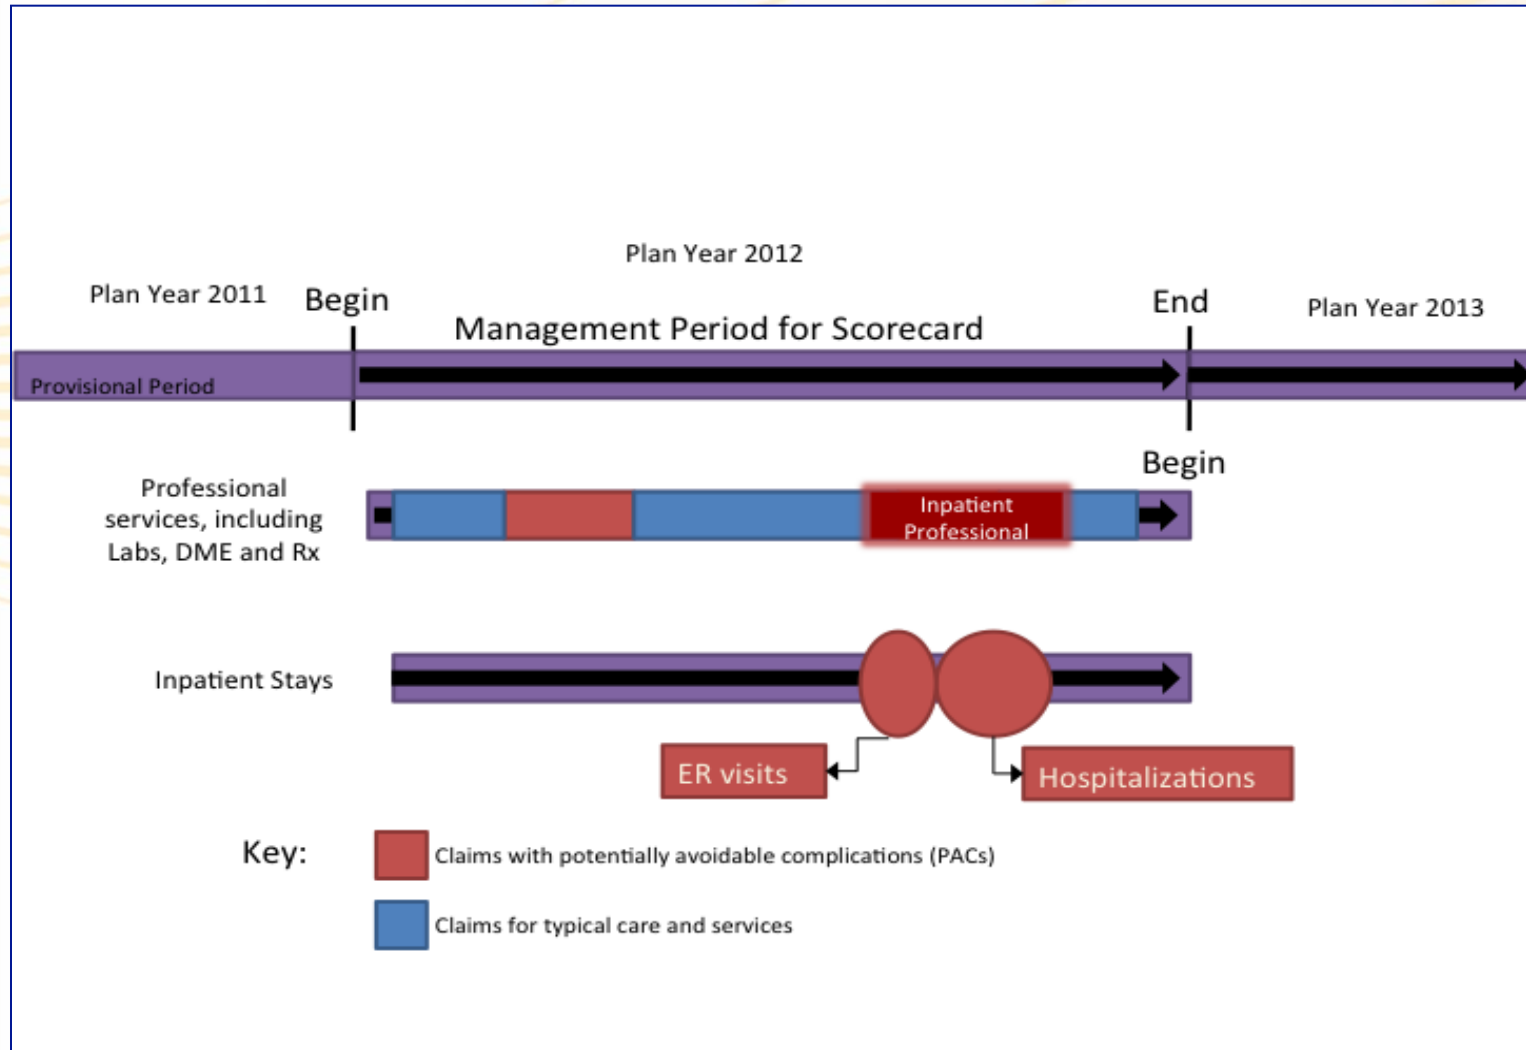 Plan Year 2012
Plan Year 2011
Begin
End
Plan Year 2013
Management Period for Scorecard
Provisional Period
Begin
Professional
services, including
Labs, DME and Rx
Inpatient
Professional
Inpatient Stays
ER visits
Hospitalizations
Key:
Claims with potentially avoidable complications (PACs)
Claims for typical care and services